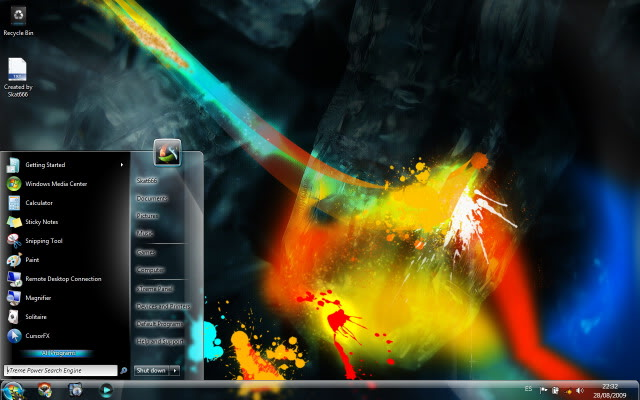 Recycle Bin
Created by
Skat666
Getting Started
Windows Media Center
Calculator
Sticky Notes
Snipping Tool
Paint
Remote Desktop Connection
Magnifier
Solitaire
CursorFX
All Programs
xTreme Power Search Engine
Skat666
Documents
Pictures
Music
Games
Computer
xTreme Panel
Devices and Printers
Default Programs
Help and Support
Shut down
ES
22:32
28/08/2009